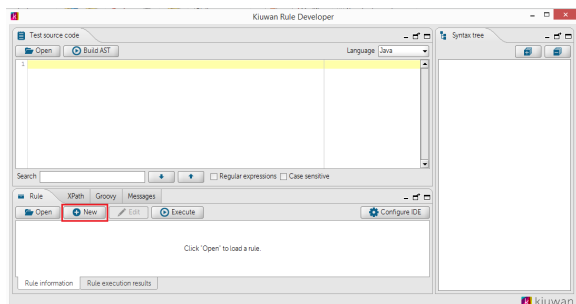 Kiuwan Rule Developer
Test source code
Syntax tree
Open Build AST Language Java
1
Search Regular expressions Case sensitive
Rule XPath Groovy Messages
Open New Edit Execute Configure IDE
Click 'Open' to load a rule.
Rule information Rule execution results
kiuwan